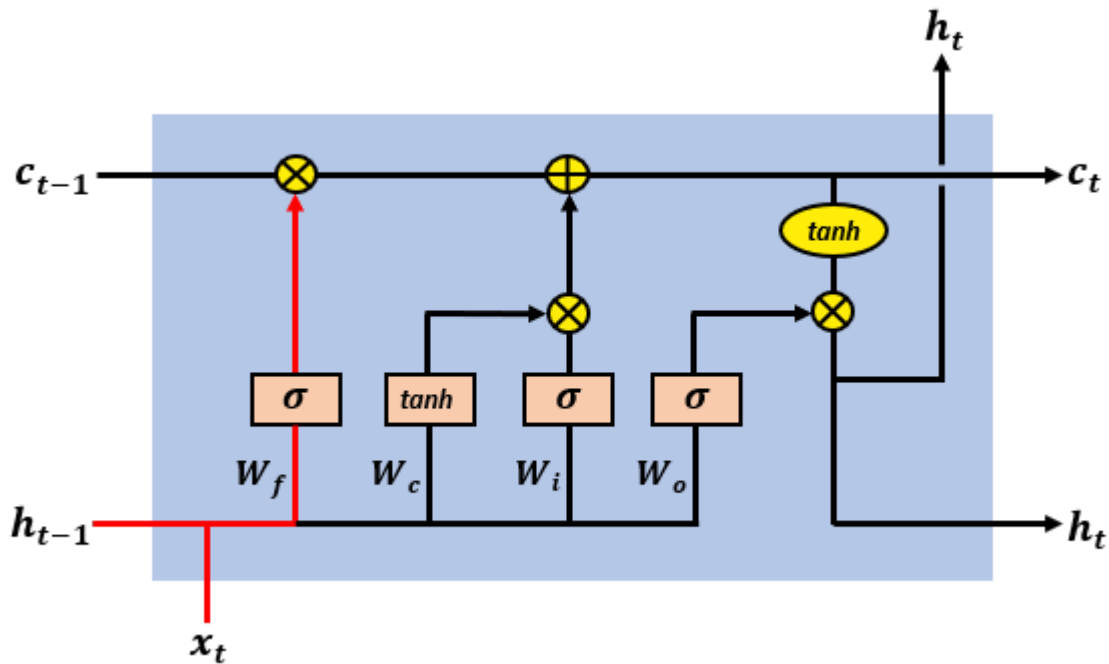 h_t
c_{t-1}
c_t
tanh
σ tanh σ σ
W_f W_c W_i W_o
h_{t-1}
h_t
x_t